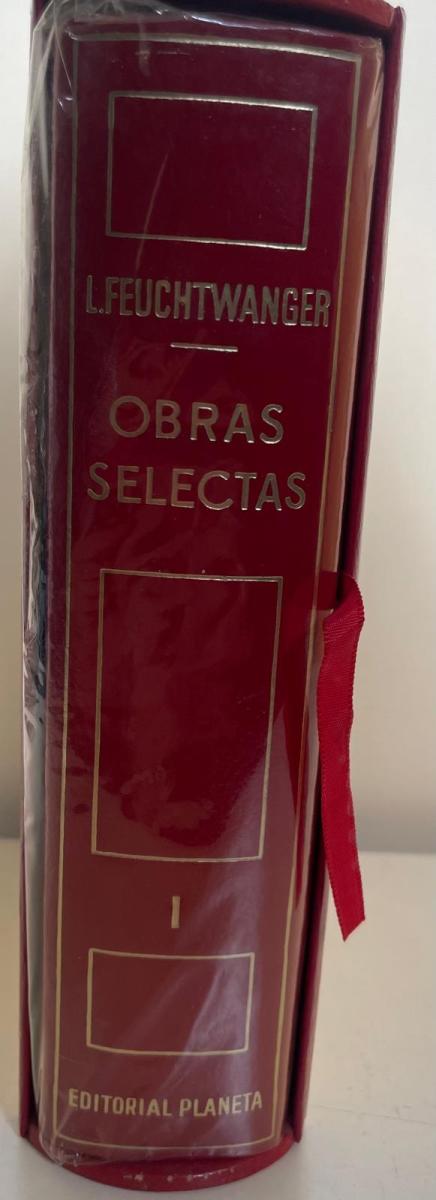 L.FEUCHTWANGER
OBRAS
SELECTAS
I
EDITORIAL PLANETA